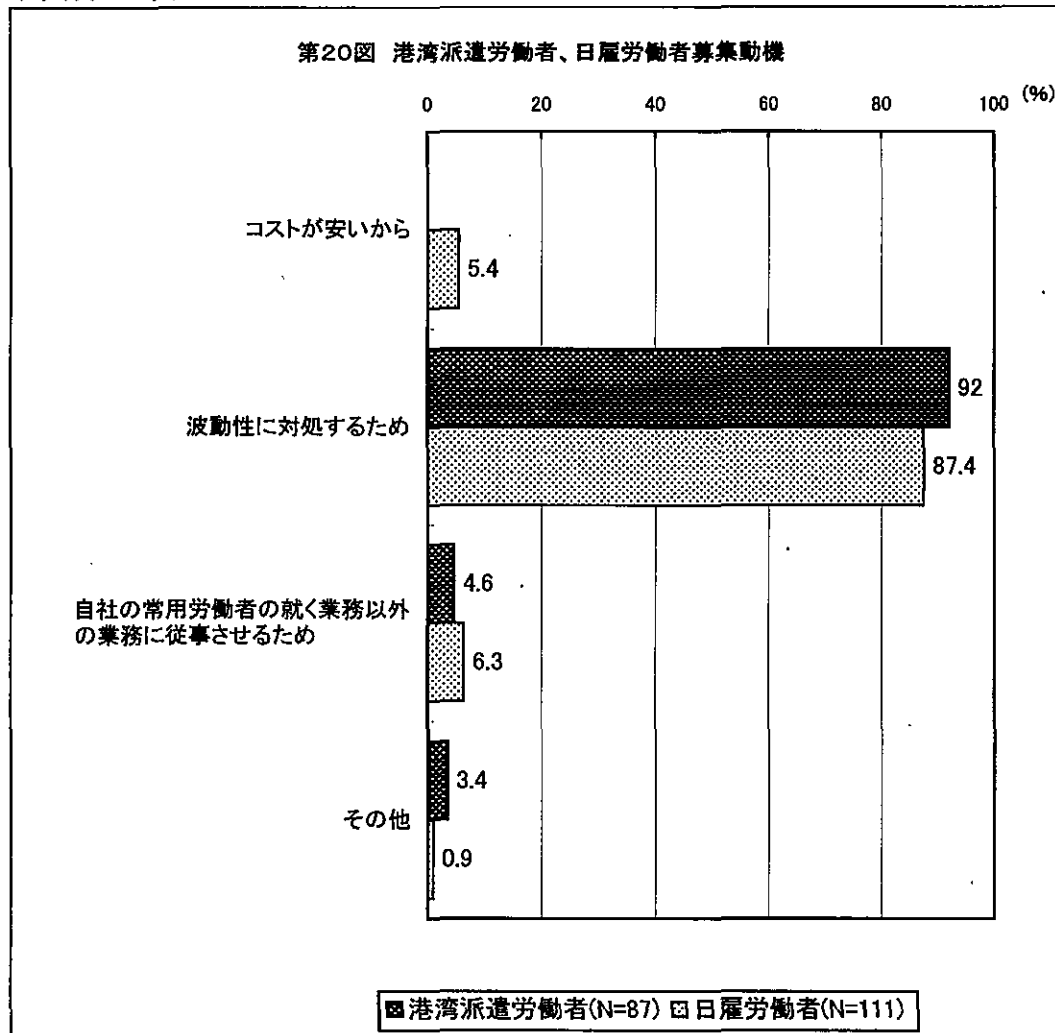 第20図 港湾派遣労働者、日雇労働者募集動機
0 20 40 60 80 100 (%)
コストが安いから
5.4
波動性に対処するため
92
87.4
自社の常用労働者の就く業務以外
の業務に従事させるため
4.6
6.3
その他
3.4
0.9
港湾派遣労働者(N=87) 日雇労働者(N=111)